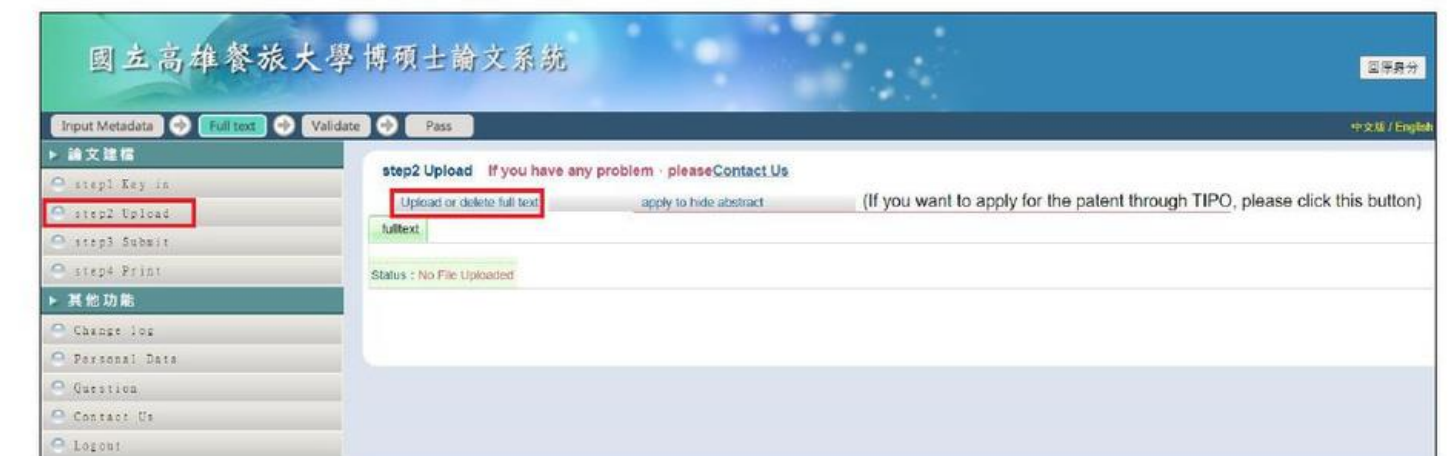 國立高雄餐旅大學博碩士論文系統
回原身分
Input Metadata Full text Validate Pass
中文版 / English
論文建檔
step1 Key in
step2 Upload
step3 Submit
step4 Print
其他功能
Change log
Personal Data
Question
Contact Us
Logout
step2 Upload If you have any problem , pleaseContact Us
Upload or delete full text apply to hide abstract (If you want to apply for the patent through TIPO, please click this button)
fulltext
Status : No File Uploaded